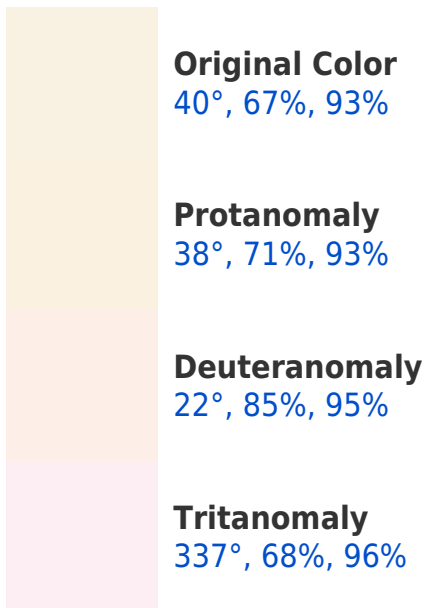 Original Color
40°, 67%, 93%
Protanomaly
38°, 71%, 93%
Deuteranomaly
22°, 85%, 95%
Tritanomaly
337°, 68%, 96%